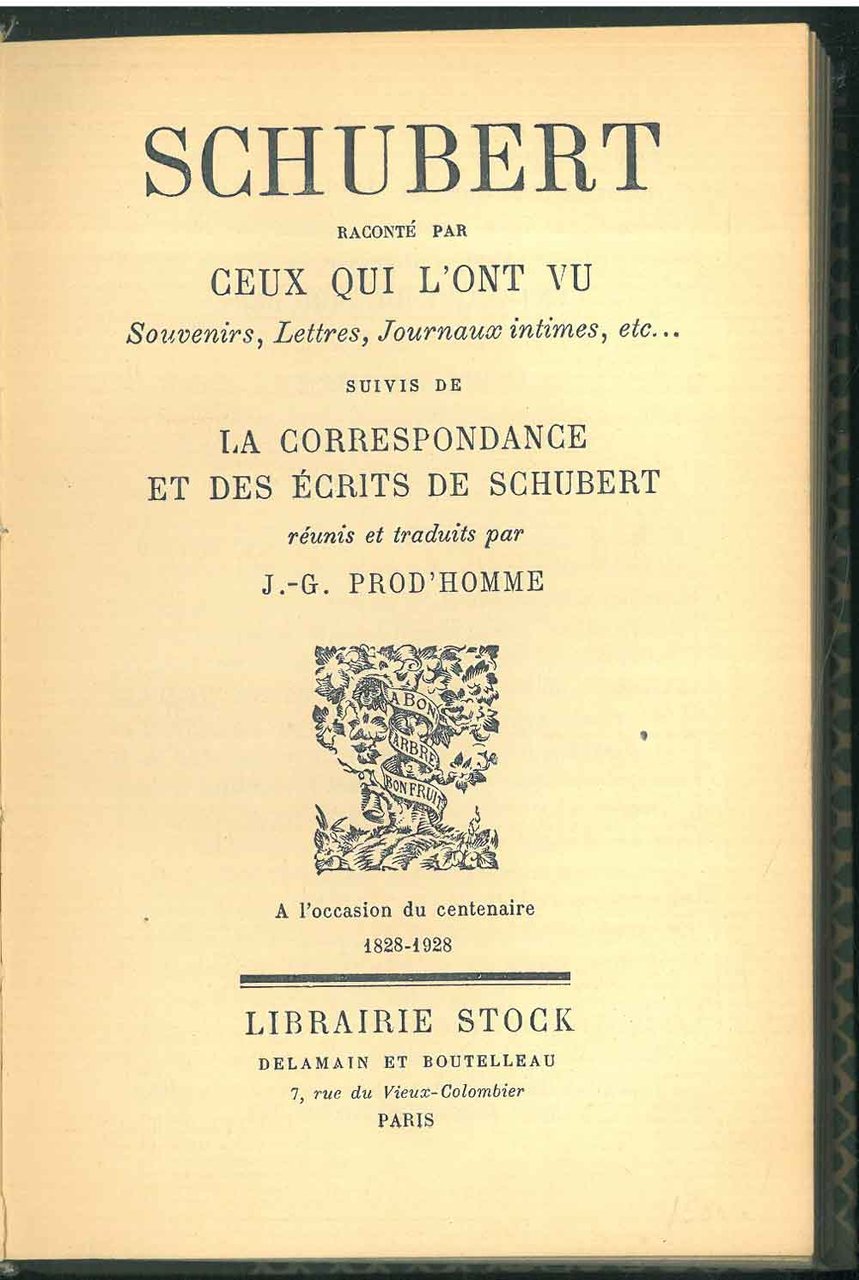 SCHUBERT
RACONTÉ PAR
CEUX QUI L'ONT VU
Souvenirs, Lettres, Journaux intimes, etc...
SUIVIS DE
LA CORRESPONDANCE
ET DES ÉCRITS DE SCHUBERT
réunis et traduits par
J.-G. PROD'HOMME
A BON
ARBRE
BON FRUIT
A l'occasion du centenaire
1828-1928
LIBRAIRIE STOCK
DELAMAIN ET BOUTELLEAU
7, rue du Vieux-Colombier
PARIS